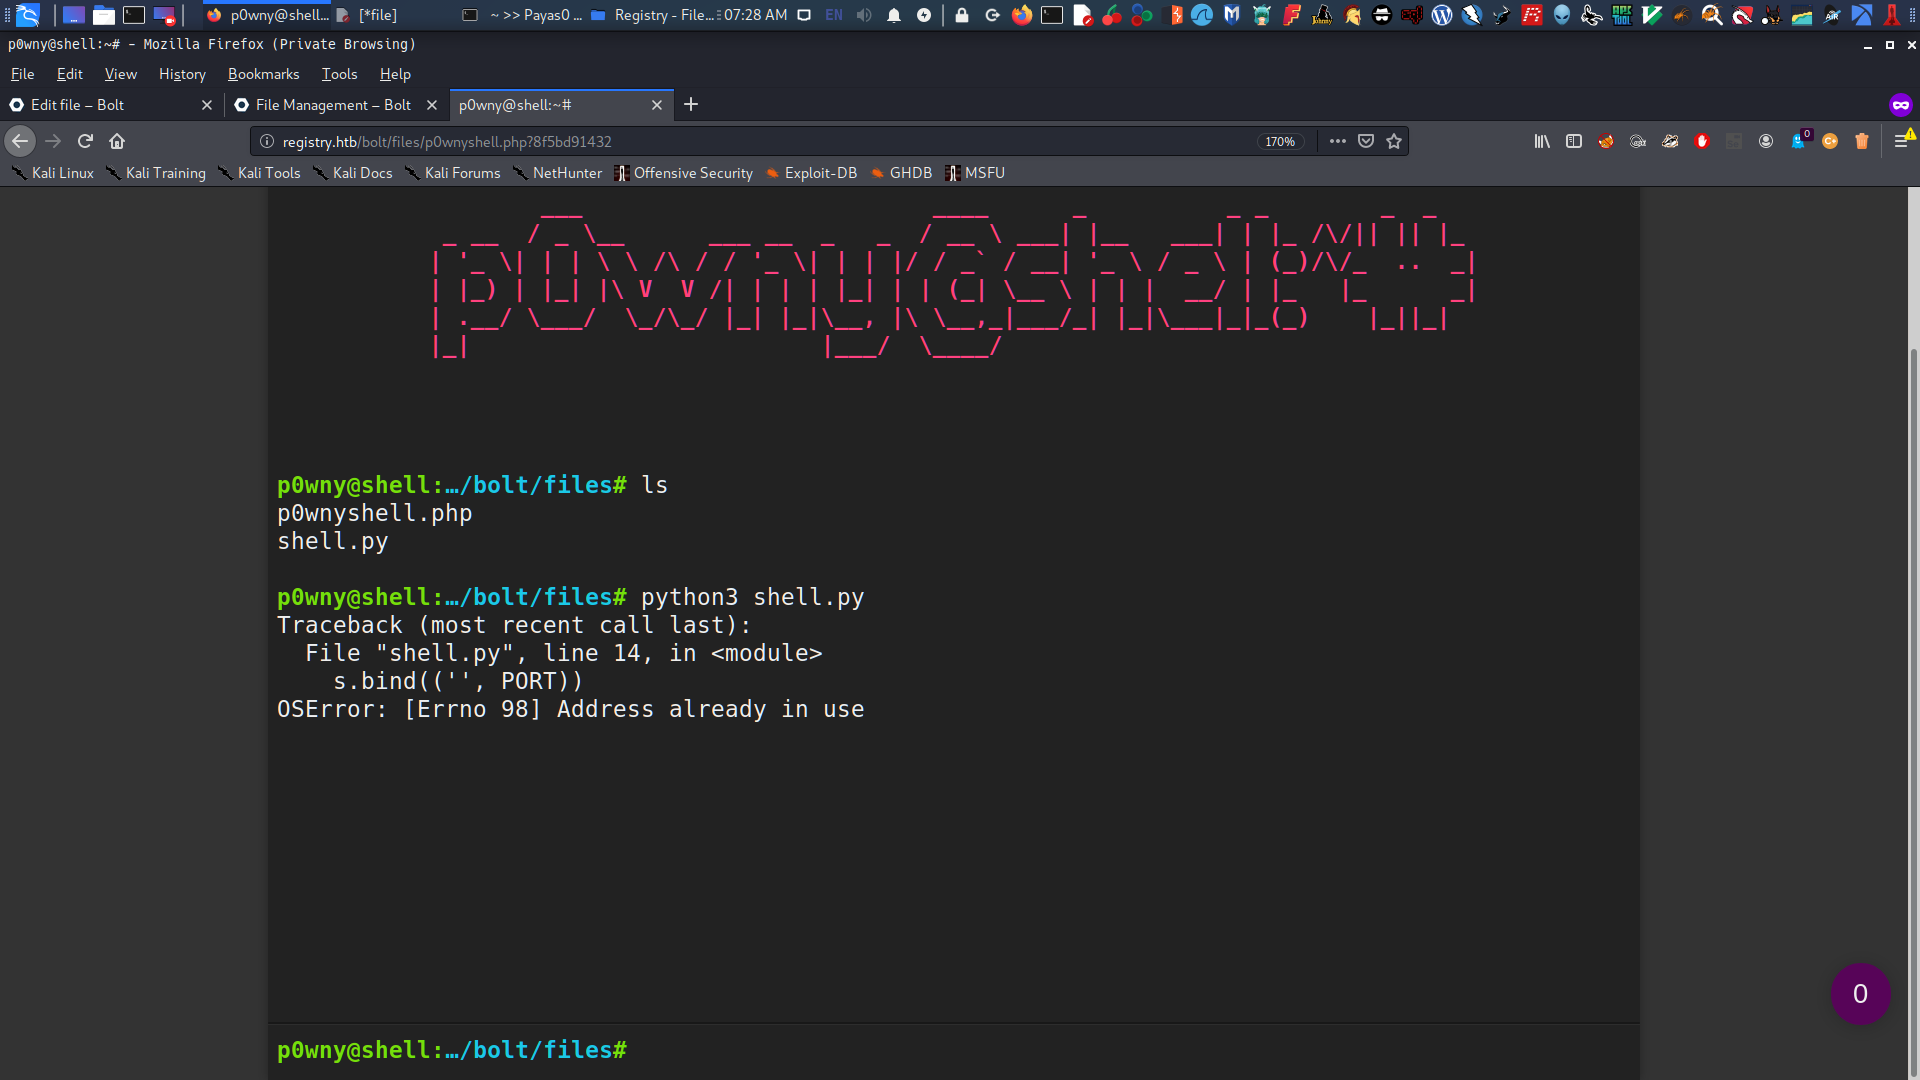 p0wny@shell...
[*file]
~ >> Payas0 ...
Registry - File...
07:28 AM
EN
p0wny@shell:~# - Mozilla Firefox (Private Browsing)
File Edit View History Bookmarks Tools Help
Edit file – Bolt
File Management – Bolt
p0wny@shell:~#
registry.htb/bolt/files/p0wnyshell.php?8f5bd91432
170%
0
Kali Linux Kali Training Kali Tools Kali Docs Kali Forums NetHunter Offensive Security Exploit-DB GHDB MSFU
p0wny@shell:~#
p0wny@shell:…/bolt/files# ls
p0wnyshell.php
shell.py
p0wny@shell:…/bolt/files# python3 shell.py
Traceback (most recent call last):
  File "shell.py", line 14, in <module>
    s.bind(('', PORT))
OSError: [Errno 98] Address already in use
0
p0wny@shell:…/bolt/files#